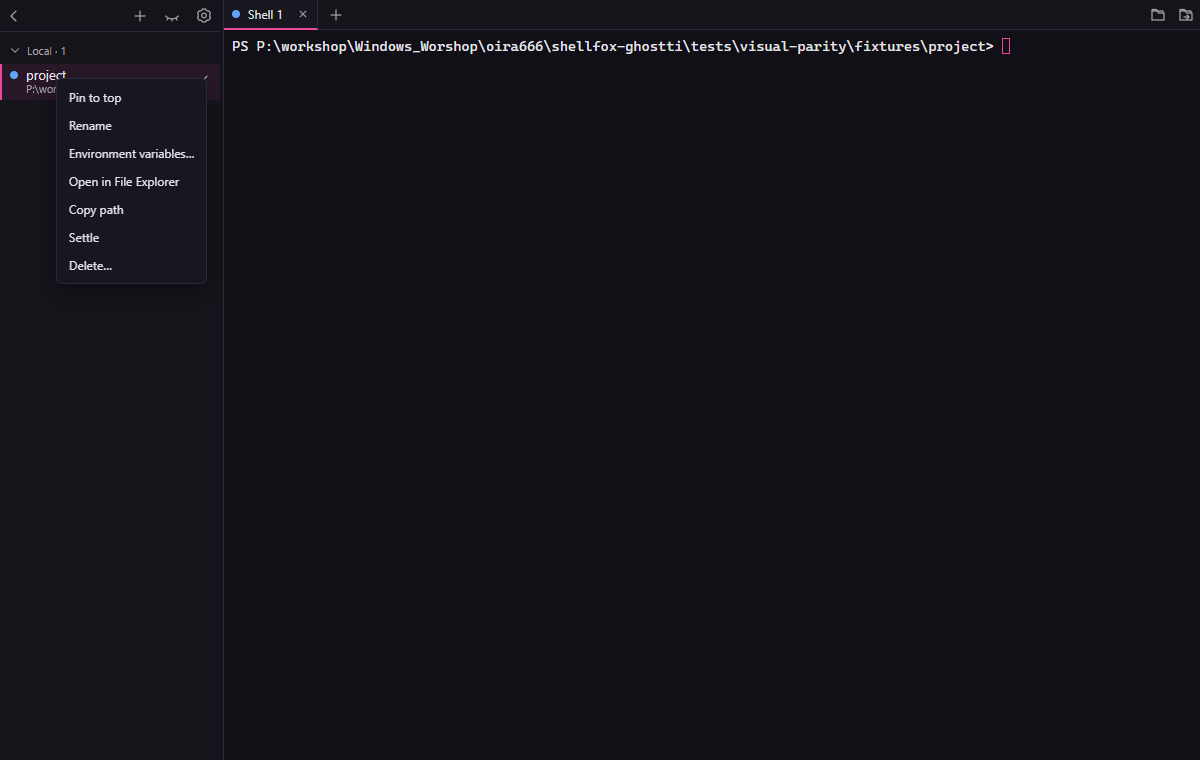 Shell 1
Local · 1
project
P:\wor
PS P:\workshop\Windows_Worshop\oira666\shellfox-ghostti\tests\visual-parity\fixtures\project>
Pin to top
Rename
Environment variables...
Open in File Explorer
Copy path
Settle
Delete...